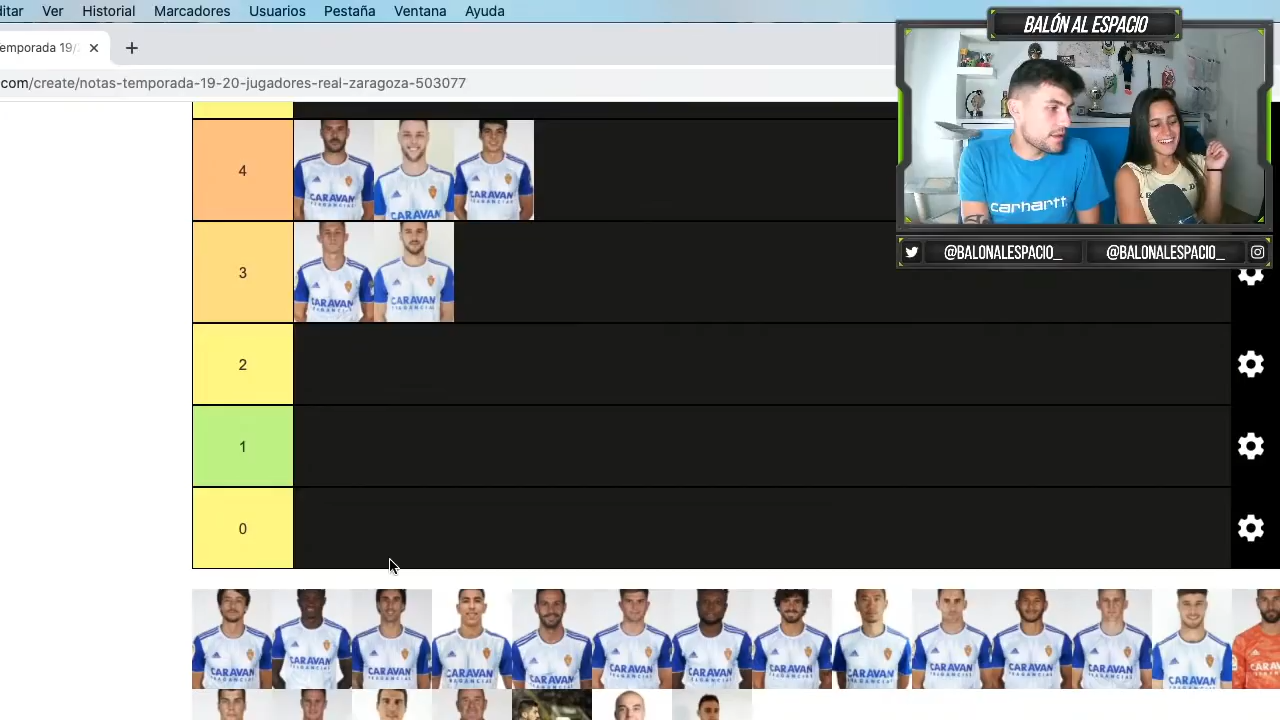 ditar Ver Historial Marcadores Usuarios Pestaña Ventana Ayuda
emporada 19/
com/create/notas-temporada-19-20-jugadores-real-zaragoza-503077
BALÓN AL ESPACIO
carhartt
@BALONALESPACIO_ @BALONALESPACIO_
4
CARAVAN CARAVAN CARAVAN
3
CARAVAN CARAVAN
2
1
0
CARAVAN CARAVAN CARAVAN CARAVAN CARAVAN CARAVAN CARAVAN CARAVAN CARAVAN CARAVAN CARAVAN CARAVAN CARAVAN